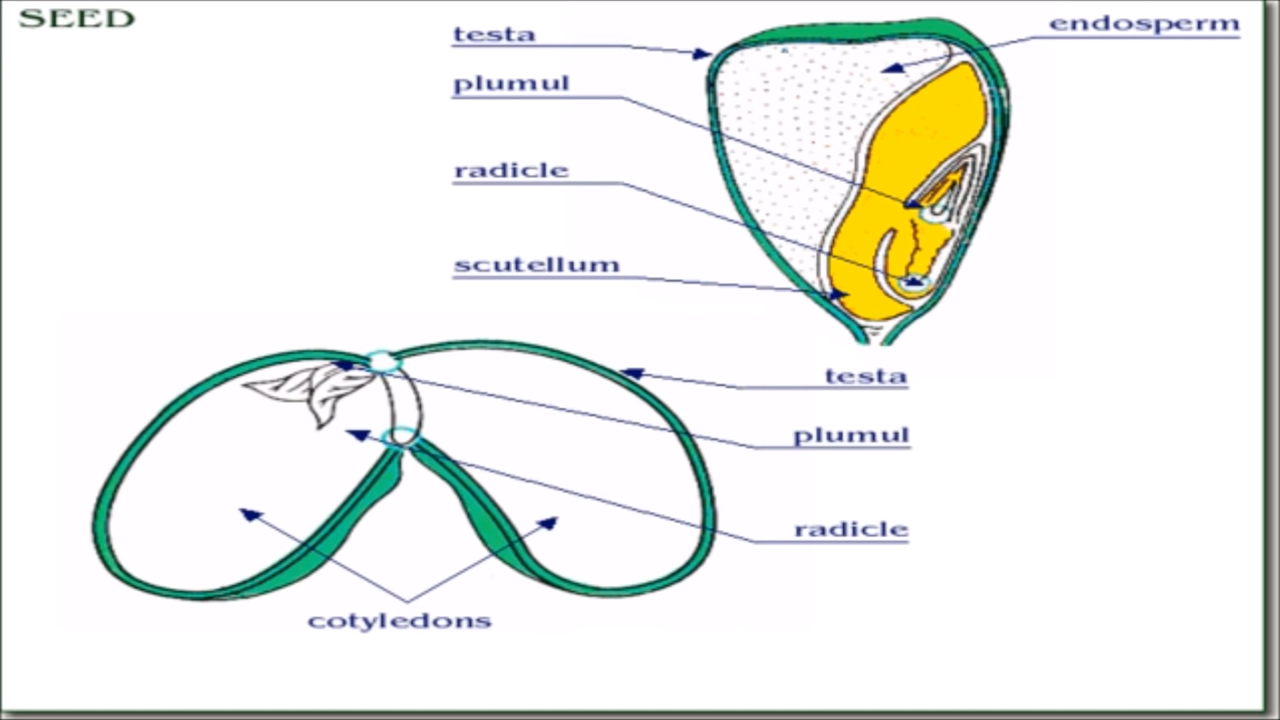 SEED
testa
endosperm
plumul
radicle
scutellum
testa
plumul
radicle
cotyledons